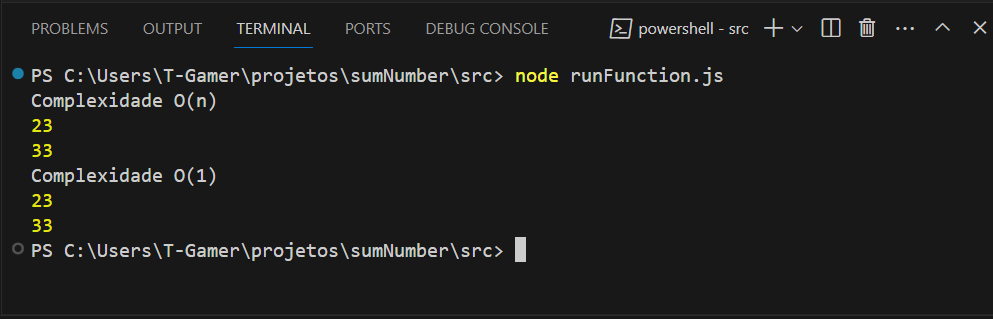 PROBLEMS OUTPUT TERMINAL PORTS DEBUG CONSOLE powershell - src
PS C:\Users\T-Gamer\projetos\sumNumber\src> node runFunction.js
Complexidade O(n)
23
33
Complexidade O(1)
23
33
PS C:\Users\T-Gamer\projetos\sumNumber\src>